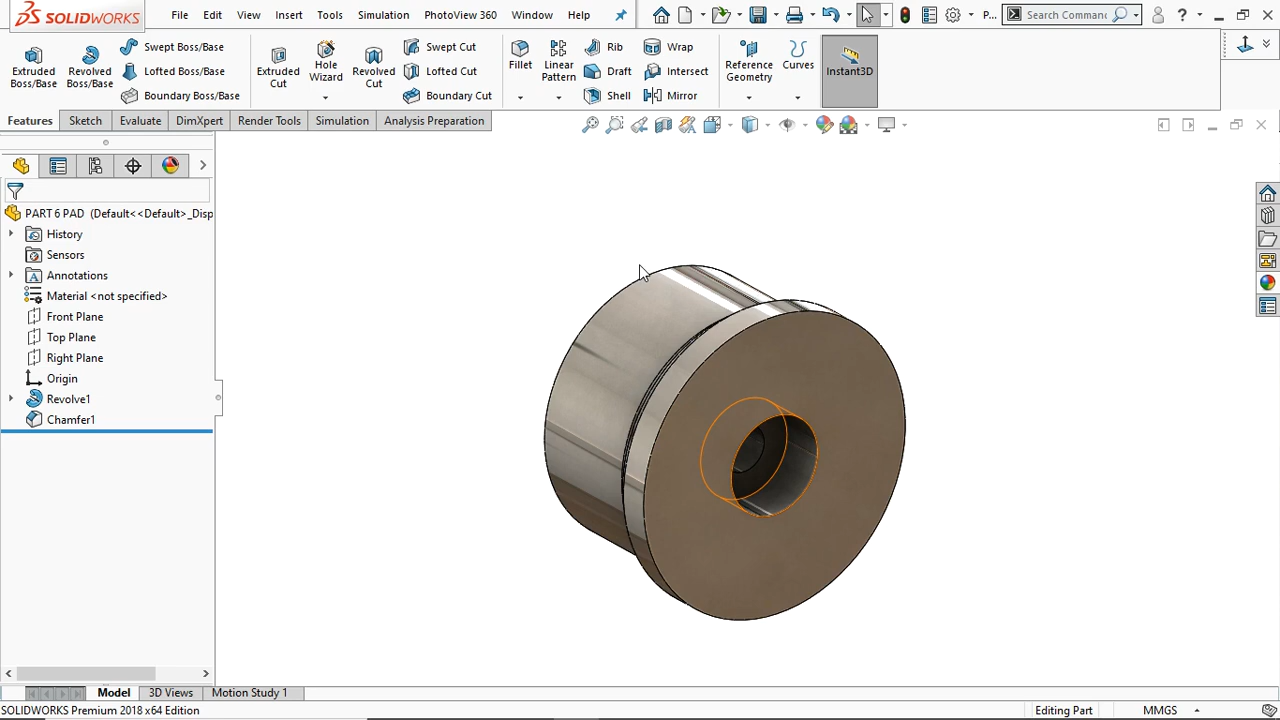 SOLIDWORKS File Edit View Insert Tools Simulation PhotoView 360 Window Help P... Search Commanc ?
Extruded Boss/Base
Revolved Boss/Base
Swept Boss/Base
Lofted Boss/Base
Boundary Boss/Base
Extruded Cut
Hole Wizard
Revolved Cut
Swept Cut
Lofted Cut
Boundary Cut
Fillet
Linear Pattern
Rib
Draft
Shell
Wrap
Intersect
Mirror
Reference Geometry
Curves
Instant3D
Features Sketch Evaluate DimXpert Render Tools Simulation Analysis Preparation
PART 6 PAD (Default<<Default>_Disp
History
Sensors
Annotations
Material <not specified>
Front Plane
Top Plane
Right Plane
Origin
Revolve1
Chamfer1
Model 3D Views Motion Study 1
SOLIDWORKS Premium 2018 x64 Edition Editing Part MMGS